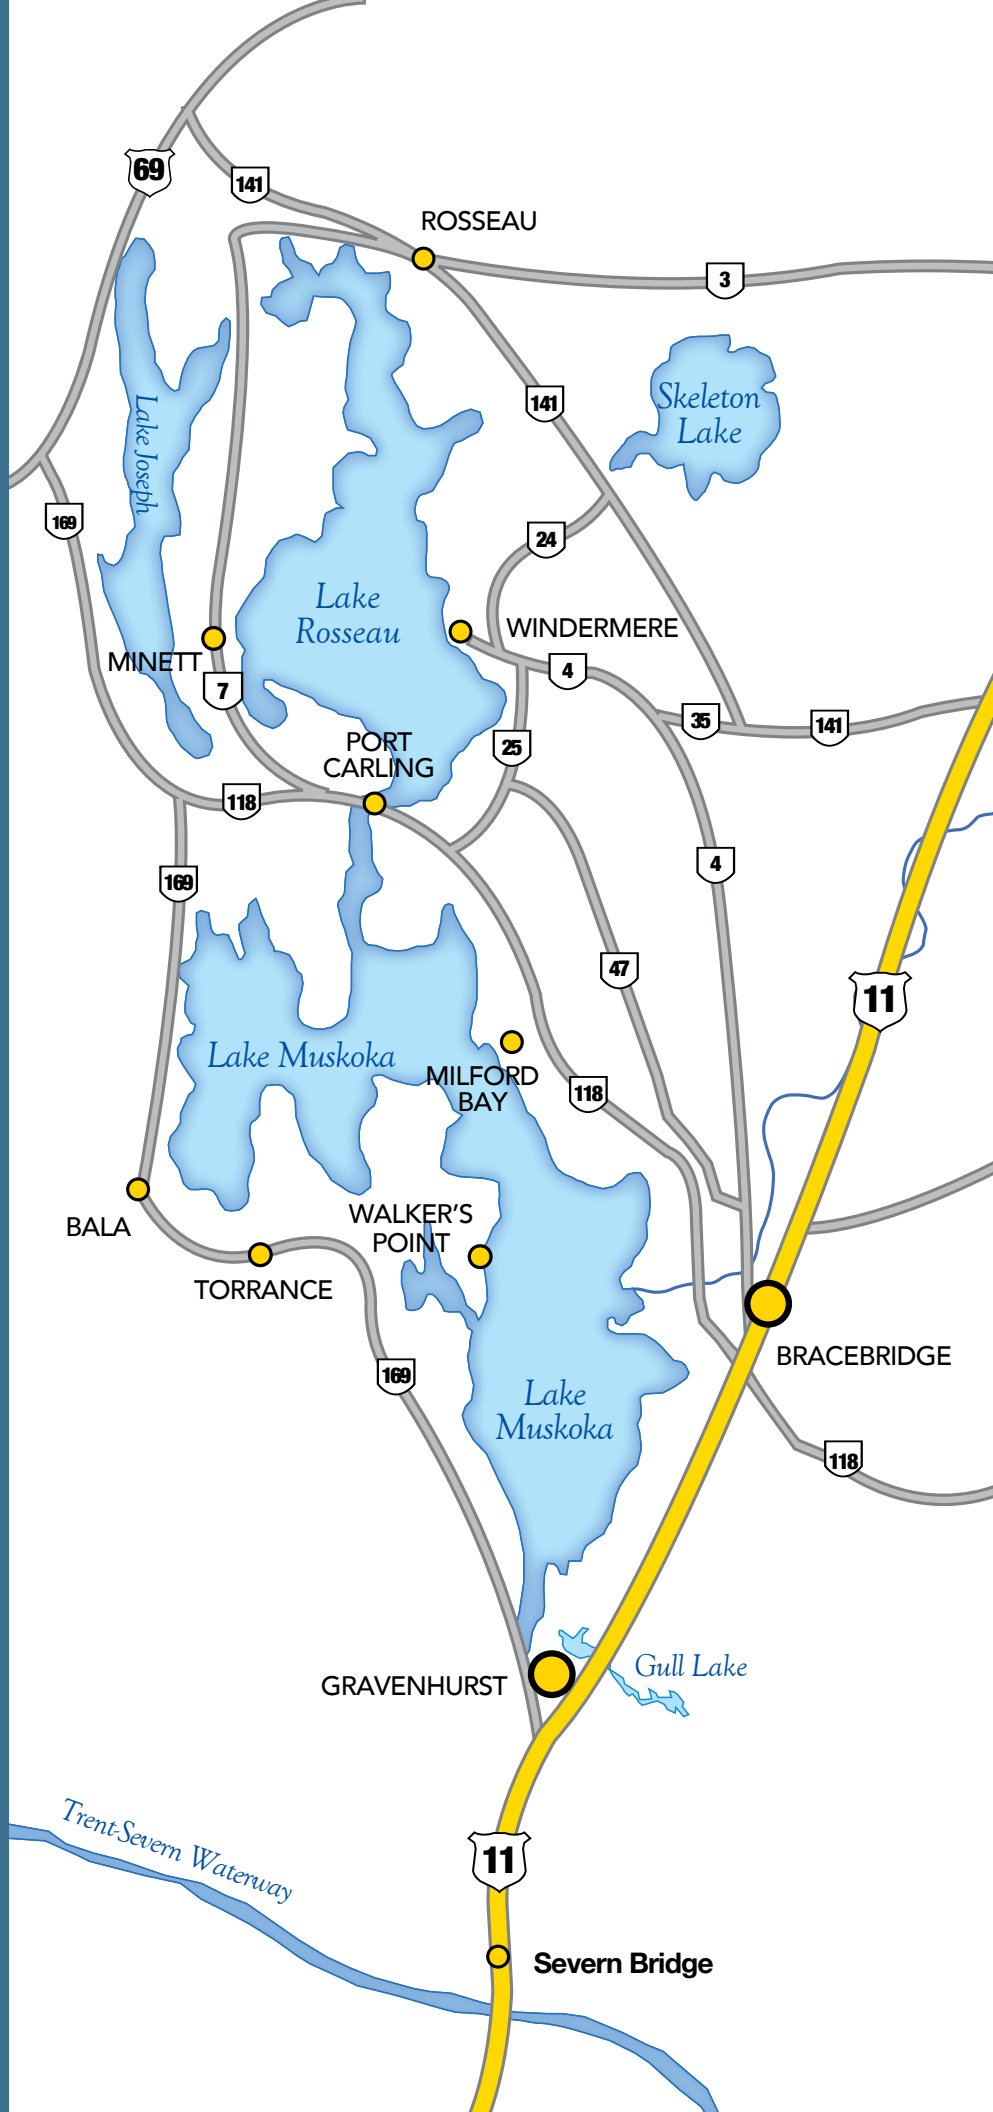 69
141
ROSSEAU
3
Skeleton
Lake
141
Lake Joseph
169
24
Lake
Rosseau
WINDERMERE
MINETT
4
7
35
141
PORT
CARLING
25
118
4
169
47
11
Lake Muskoka
MILFORD
BAY
118
WALKER'S
POINT
BALA
TORRANCE
BRACEBRIDGE
169
Lake
Muskoka
118
Gull Lake
GRAVENHURST
Trent-Severn Waterway
11
Severn Bridge